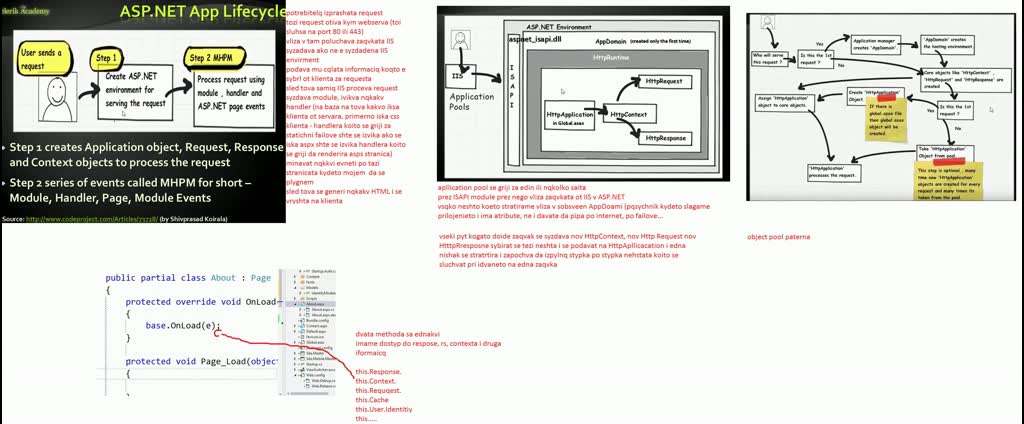 elerik Academy
ASP.NET App Lifecycle
User sends a
request
Step 1
Create ASP.NET
environment for
serving the request
Step 2 MHPM
Process request using
module , handler and
ASP.NET page events
Step 1 creates Application object, Request, Response
and Context objects to process the request
Step 2 series of events called MHPM for short –
Module, Handler, Page, Module Events
Source: http://www.codeproject.com/Articles/73728/ (by Shivprasad Koirala)
potrebitelq izprashata request
tozi request otiva kym webserva (toi
sluhsa na port 80 ili 443)
vliza v tam poluchava zaqvkata IIS
syzadava ako ne e syzdadena IIS
envirment
podava mu cqlata informaciq koqto e
sybrl ot klienta za requesta
sled tova samiq IIS proceva request
syzdava module, ivikva nqkakv
handler (na baza na tova kakvo iksa
klienta ot servara, primerno iska css
klienta - handlera koito se griji za
statichni failove shte se izvika ako se
iska aspx shte se izvika handlera koito
se griji da renderira asps stranica)
minavat nqkkvi evneti po tazi
stranicata kydeto mojem da se
plygnem
sled tova se generi nqkakv HTML i se
vrvshta na klienta
ASP.NET Environment
aspnet_isapi.dll
AppDomain (created only the first time)
HttpRuntime
IIS
Application
Pools
I
S
A
P
I
HttpApplication
in Global.asax
HttpContext
HttpRequest
HttpResponse
apllication pool se griji za edin ili nqkolko saita
prez ISAPI module prez nego vliza zaqvkata ot IIS v ASP.NET
vsqko neshto koeto stratirame vliza v sobsveen AppDoami (pqsychnik kydeto slagame
prilojenieto i ima atribute, ne i davate da pipa po internet, po failove...
vseki pyt kogato doide zaqvak se syzdava nov HttpContext, nov Http Request nov
HtttpRresposne sybirat se tezi neshta i se podavat na HttpApllicacation i edna
nishak se stratrtira i zapochva da izpylnq stypka po stypka nehstata koito se
sluchvat pri idvaneto na edna zaqvka
Who will serve
this request ?
Is this the 1st
request ?
Yes
No
Application manager
creates 'AppDomain'.
'AppDomain' creates
the hosting environment.
Core objects like 'HttpContext' ,
'HttpRequest' and 'HttpResponse' are
created.
Is this the 1st
request ?
Yes
No
Create 'HttpApplication'
Object.
Assign 'HttpApplication'
object to core objects.
If there is
global.asax file
then global.asax
object will be
created.
Take 'HttpApplication'
Object from pool.
'HttpApplication'
processes the request.
This step is optional , many
time new 'HttpApplication'
objects are created for every
request and many times its
taken from the pool.
object pool paterna
public partial class About : Page
{
protected override void OnLoad
{
base.OnLoad(e);
}
protected void Page_Load(object
{
dvata methoda sa ednakvi
imame dostyp do respose, rs, contexta i druga
iformaicq
this.Response.
this.Context.
this.Requqest.
this.Cache
this.User.Identitiy
this.....